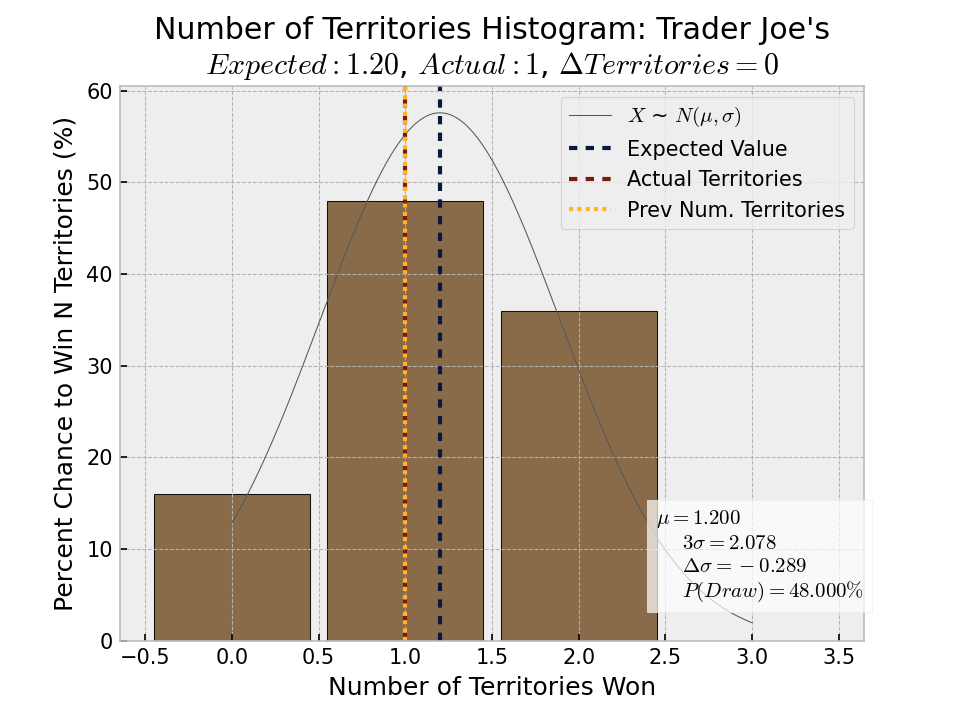 Number of Territories Histogram: Trader Joe's
Expected : 1.20, Actual : 1, ΔTerritories = 0
Percent Chance to Win N Territories (%)
60
50
40
30
20
10
0
X ~ N(μ, σ)
Expected Value
Actual Territories
Prev Num. Territories
μ = 1.200
3σ = 2.078
Δσ = −0.289
P(Draw) = 48.000%
−0.5 0.0 0.5 1.0 1.5 2.0 2.5 3.0 3.5
Number of Territories Won